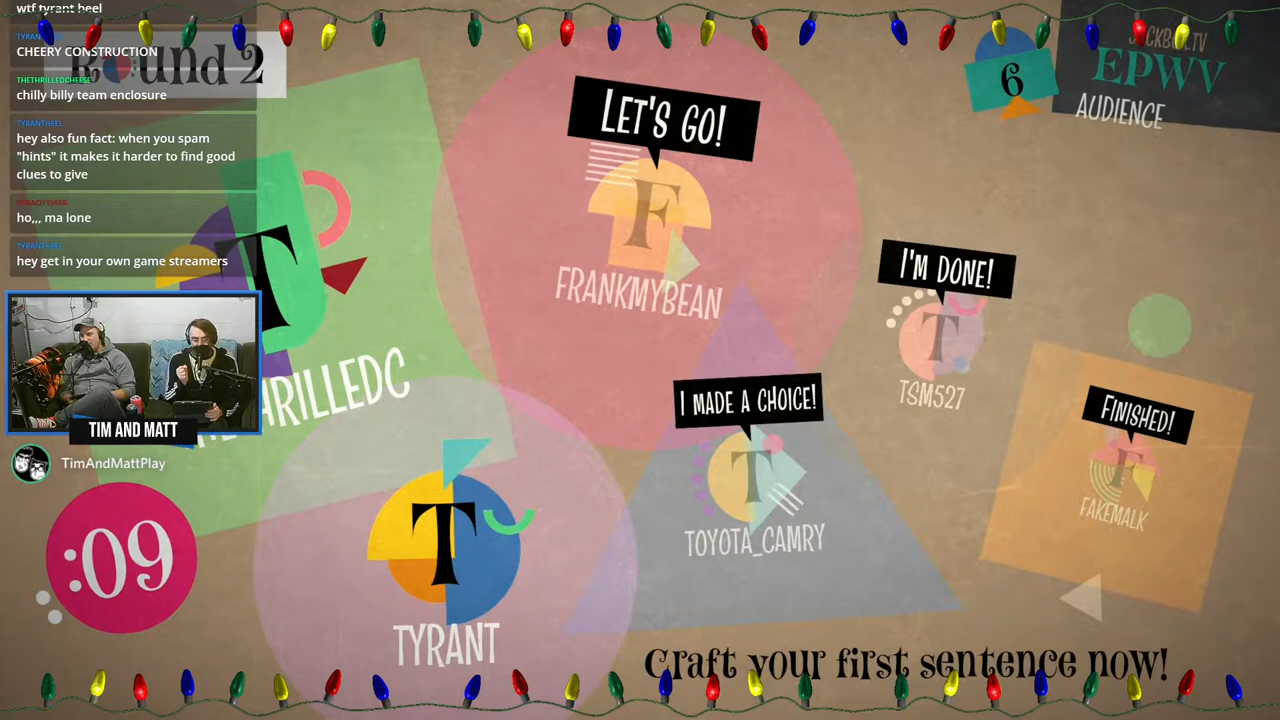 wtf tyrant heel
CHEERY CONSTRUCTION
Round 2
THETHRILLEDCHEESE
chilly billy team enclosure
TYRANTHEEL
hey also fun fact: when you spam
"hints" it makes it harder to find good
clues to give
ho,,, ma lone
TYRANTHEEL
hey get in your own game streamers
TIM AND MATT
TimAndMattPlay
:09
T
HRILLEDC
LET'S GO!
F
FRANKMYBEAN
6
JACKBOX.TV
EPWV
AUDIENCE
I'M DONE!
T
TSM527
I MADE A CHOICE!
T
TOYOTA_CAMRY
FINISHED!
F
FAKEMALK
T
TYRANT
Craft your first sentence now!